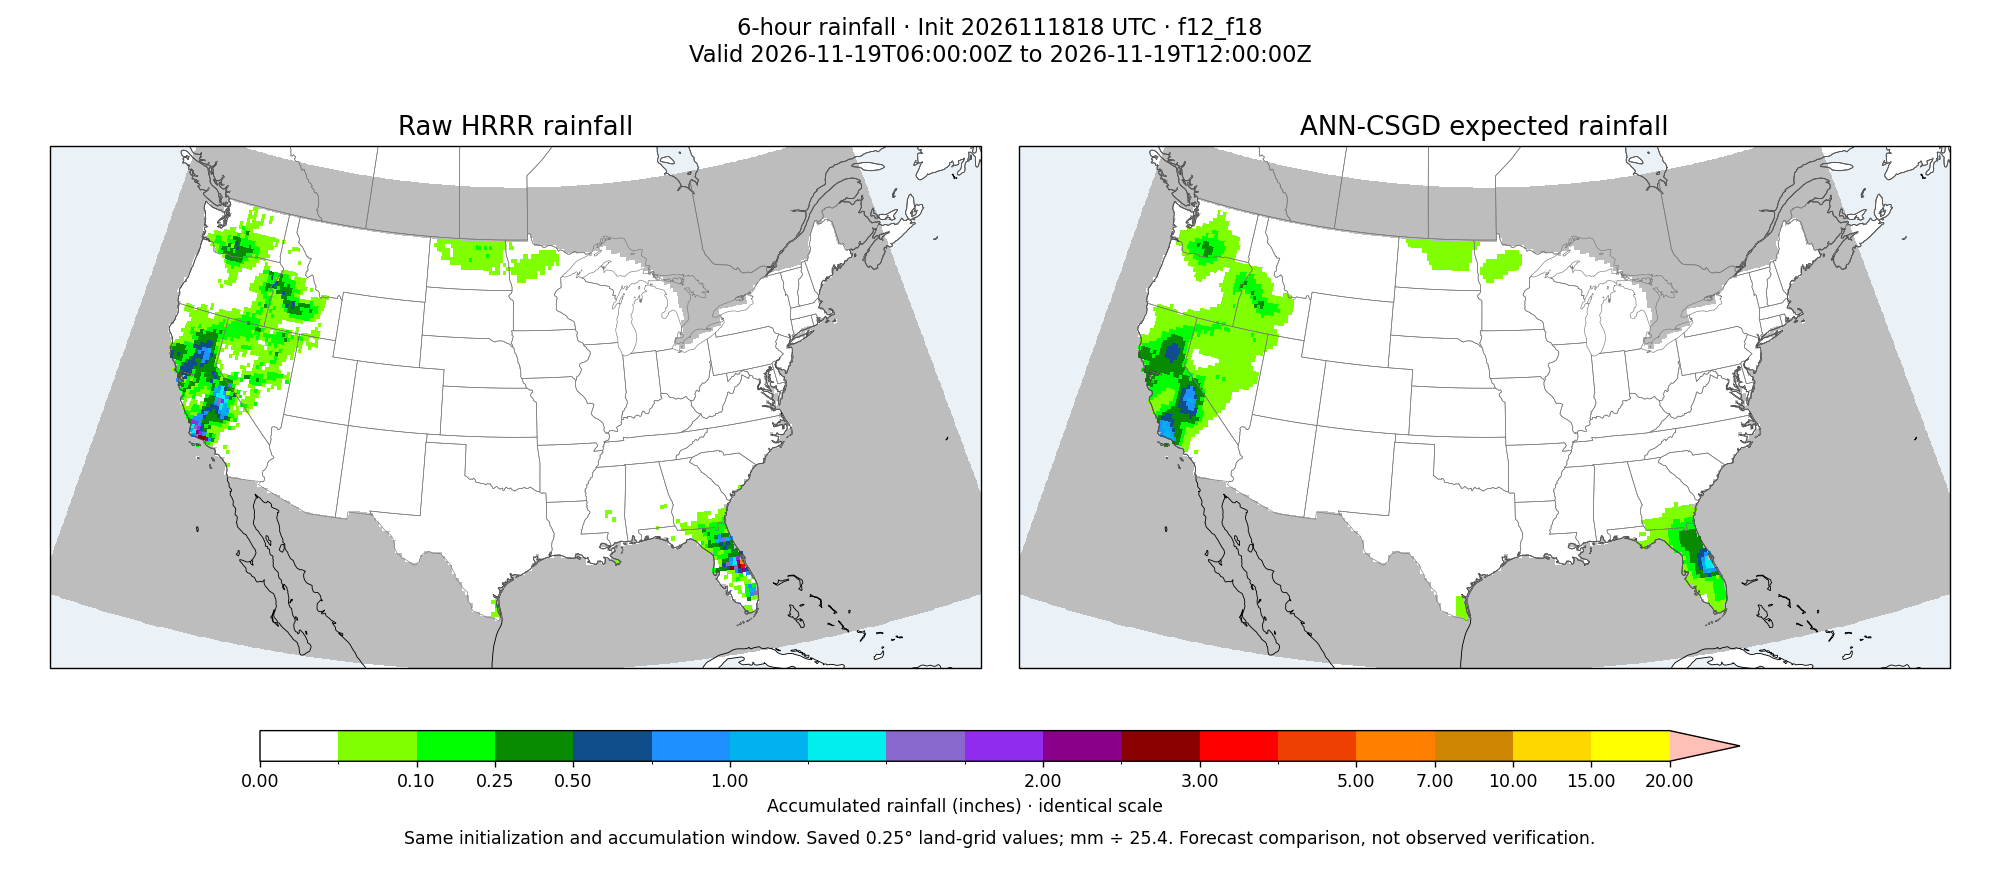 6-hour rainfall · Init 2026111818 UTC · f12_f18
Valid 2026-11-19T06:00:00Z to 2026-11-19T12:00:00Z
Raw HRRR rainfall
ANN-CSGD expected rainfall
0.00 0.10 0.25 0.50 1.00 2.00 3.00 5.00 7.00 10.00 15.00 20.00
Accumulated rainfall (inches) · identical scale
Same initialization and accumulation window. Saved 0.25° land-grid values; mm ÷ 25.4. Forecast comparison, not observed verification.